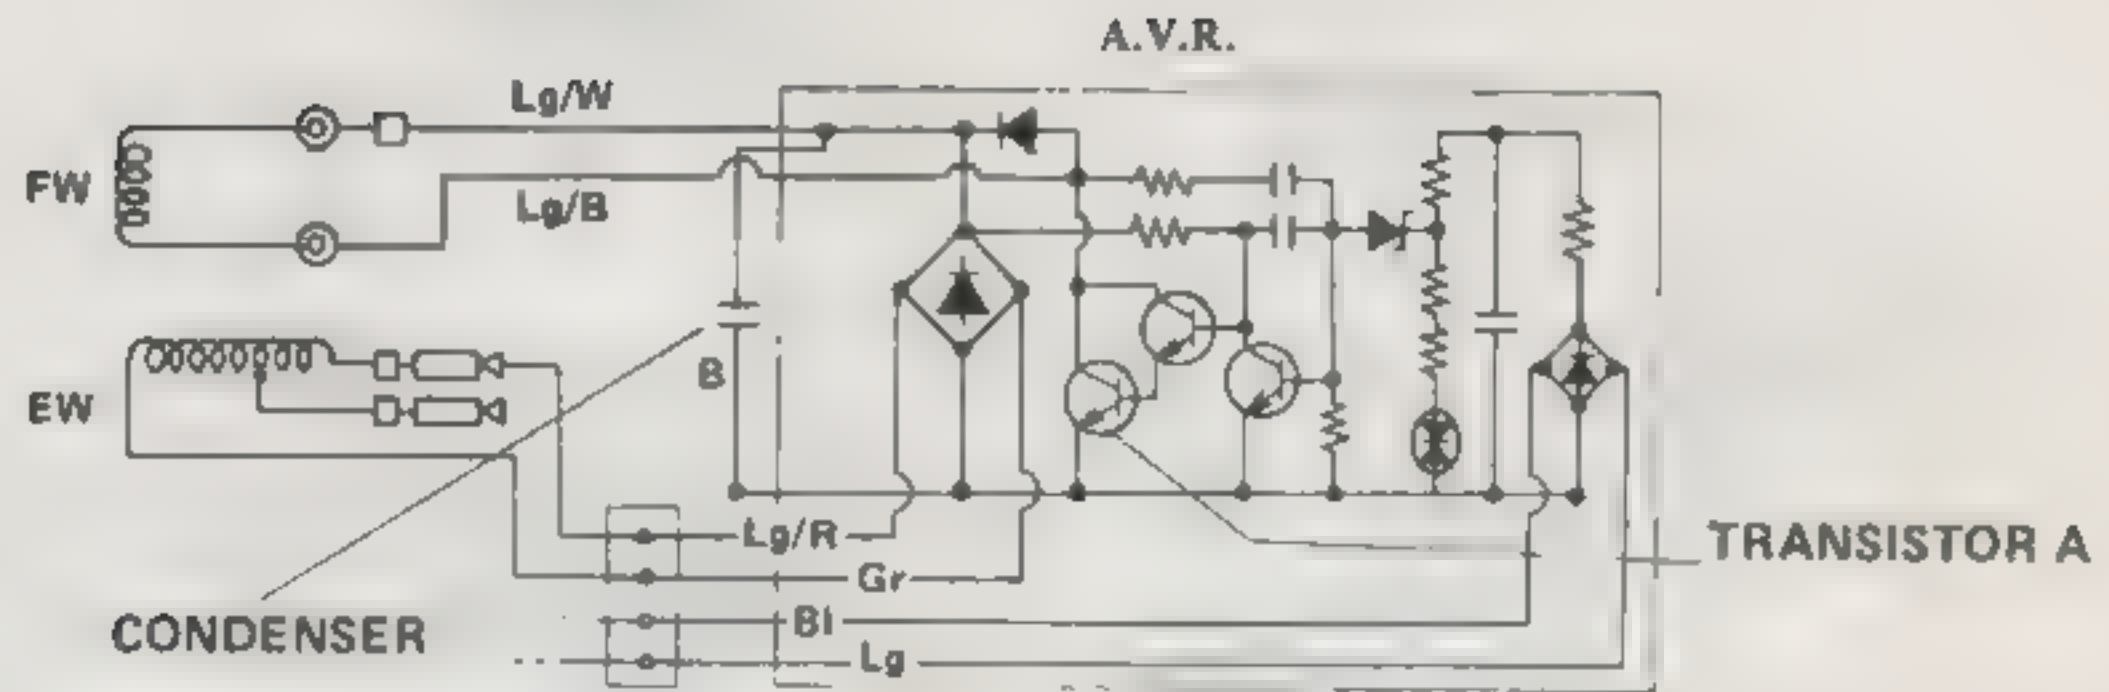 A.V.R.
Lg/W
FW
Lg/B
B
EW
Lg/R
TRANSISTOR A
Gr
CONDENSER
Bl
Lg